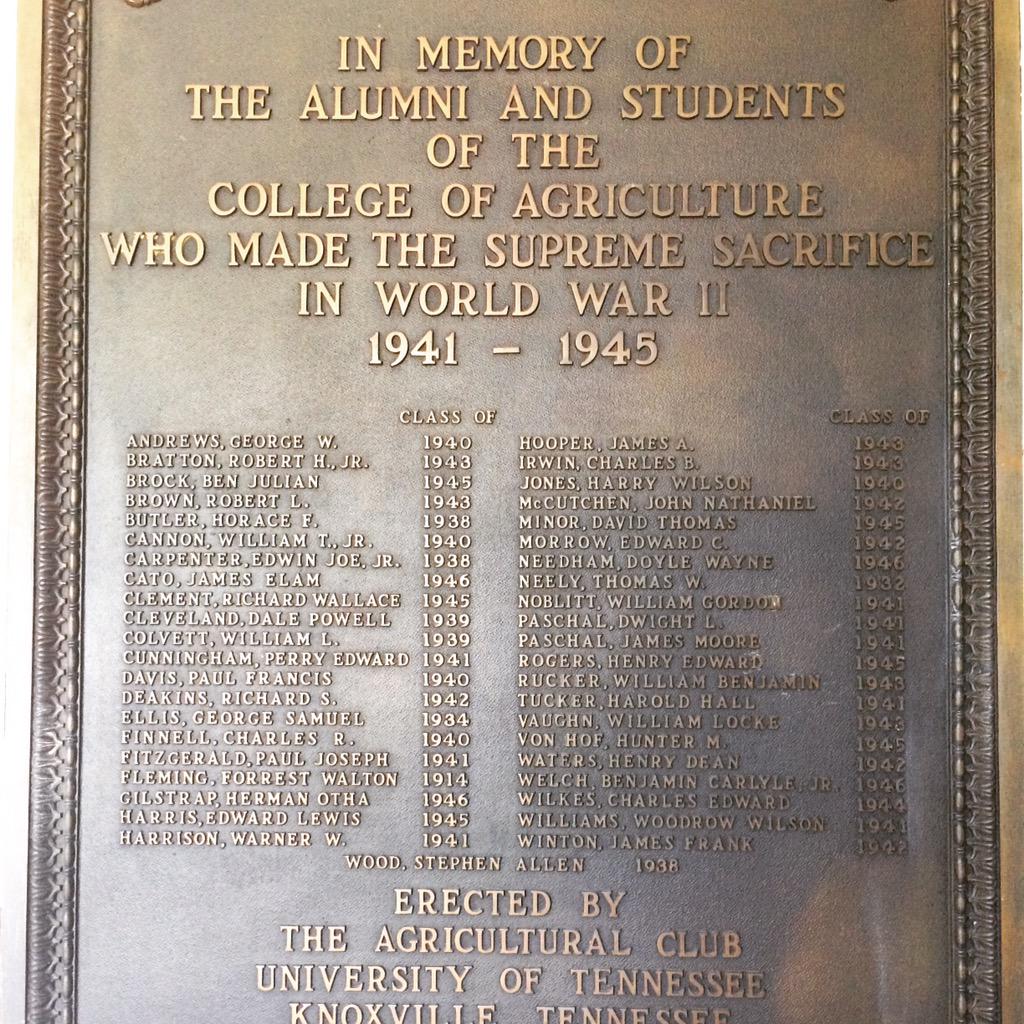 IN MEMORY OF
THE ALUMNI AND STUDENTS
OF THE
COLLEGE OF AGRICULTURE
WHO MADE THE SUPREME SACRIFICE
IN WORLD WAR II
1941 – 1945
CLASS OF CLASS OF
ANDREWS, GEORGE W. 1940 HOOPER, JAMES A. 1943
BRATTON, ROBERT H., JR. 1943 IRWIN, CHARLES B. 1943
BROCK, BEN JULIAN 1945 JONES, HARRY WILSON 1940
BROWN, ROBERT L. 1943 McCUTCHEN, JOHN NATHANIEL 1942
BUTLER, HORACE F. 1938 MINOR, DAVID THOMAS 1945
CANNON, WILLIAM T., JR. 1940 MORROW, EDWARD C. 1942
CARPENTER, EDWIN JOE, JR. 1938 NEEDHAM, DOYLE WAYNE 1946
CATO, JAMES ELAM 1946 NEELY, THOMAS W. 1932
CLEMENT, RICHARD WALLACE 1945 NOBLITT, WILLIAM GORDON 1941
CLEVELAND, DALE POWELL 1939 PASCHAL, DWIGHT L. 1941
COLVETT, WILLIAM L. 1939 PASCHAL, JAMES MOORE 1941
CUNNINGHAM, PERRY EDWARD 1941 ROGERS, HENRY EDWARD 1945
DAVIS, PAUL FRANCIS 1940 RUCKER, WILLIAM BENJAMIN 1943
DEAKINS, RICHARD S. 1942 TUCKER, HAROLD HALL 1941
ELLIS, GEORGE SAMUEL 1934 VAUGHN, WILLIAM LOCKE 1943
FINNELL, CHARLES R. 1940 VON HOF, HUNTER M. 1945
FITZGERALD, PAUL JOSEPH 1941 WATERS, HENRY DEAN 1942
FLEMING, FORREST WALTON 1914 WELCH, BENJAMIN CARLYLE, JR. 1946
GILSTRAP, HERMAN OTHA 1946 WILKES, CHARLES EDWARD 1944
HARRIS, EDWARD LEWIS 1945 WILLIAMS, WOODROW WILSON 1941
HARRISON, WARNER W. 1941 WINTON, JAMES FRANK 1942
WOOD, STEPHEN ALLEN 1938
ERECTED BY
THE AGRICULTURAL CLUB
UNIVERSITY OF TENNESSEE
KNOXVILLE, TENNESSEE